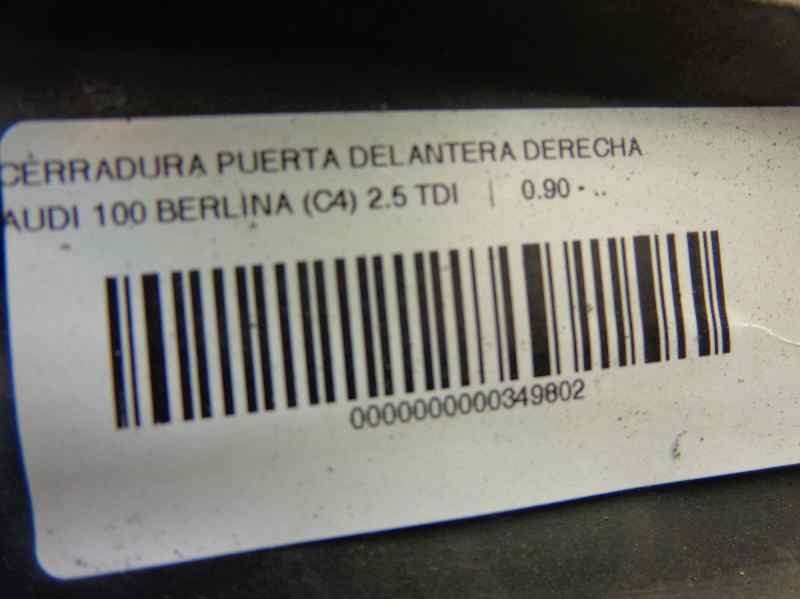 CERRADURA PUERTA DELANTERA DERECHA
AUDI 100 BERLINA (C4) 2.5 TDI | 0.90 - ..
0000000000349802